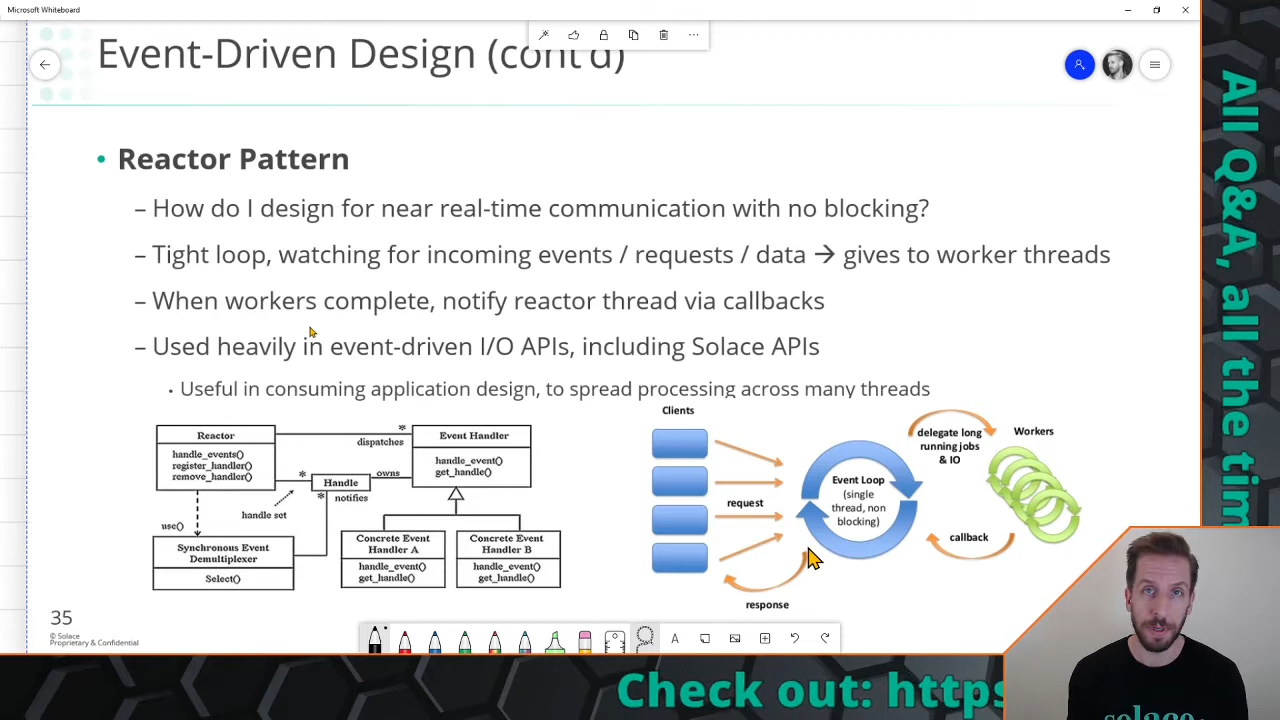 Microsoft Whiteboard
Event-Driven Design (cont'd)
• Reactor Pattern
– How do I design for near real-time communication with no blocking?
– Tight loop, watching for incoming events / requests / data → gives to worker threads
– When workers complete, notify reactor thread via callbacks
– Used heavily in event-driven I/O APIs, including Solace APIs
• Useful in consuming application design, to spread processing across many threads
Reactor
handle_events()
register_handler()
remove_handler()
*
dispatches
Event Handler
handle_event()
get_handle()
*
Handle
owns
*
notifies
handle set
use()
Synchronous Event
Demultiplexer
Select()
Concrete Event
Handler A
handle_event()
get_handle()
Concrete Event
Handler B
handle_event()
get_handle()
Clients
request
response
Event Loop
(single
thread, non
blocking)
delegate long
running jobs
& IO
Workers
callback
35
© Solace
Proprietary & Confidential
A
All Q&A, all the tim
Check out: https
solace